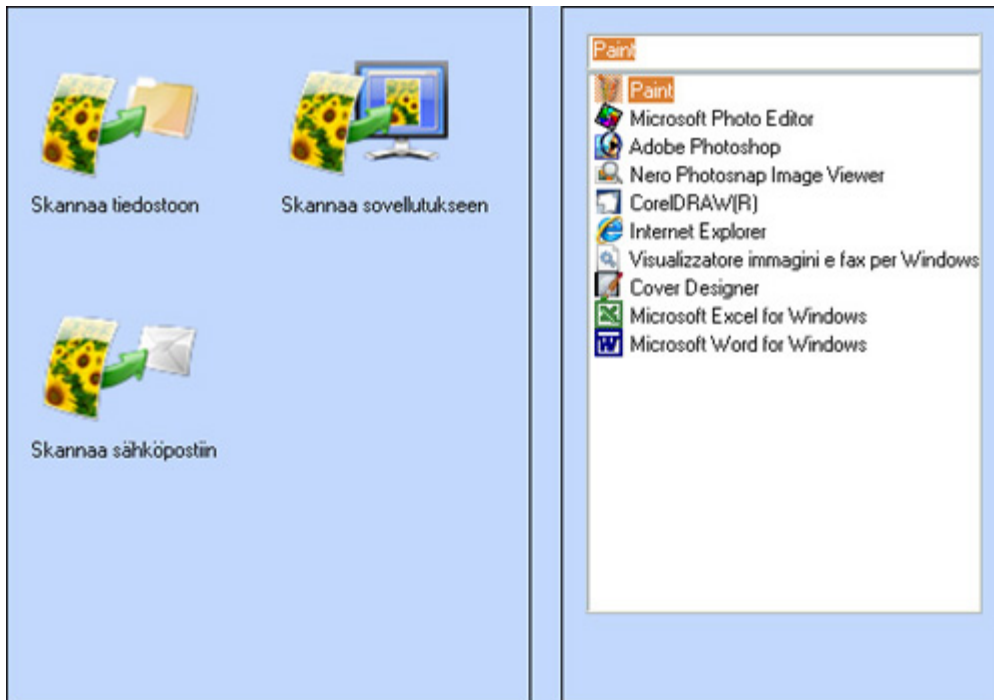 Skannaa tiedostoon
Skannaa sovellutukseen
Skannaa sähköpostiin
Paint
Paint
Microsoft Photo Editor
Adobe Photoshop
Nero Photosnap Image Viewer
CorelDRAW(R)
Internet Explorer
Visualizzatore immagini e fax per Windows
Cover Designer
Microsoft Excel for Windows
Microsoft Word for Windows